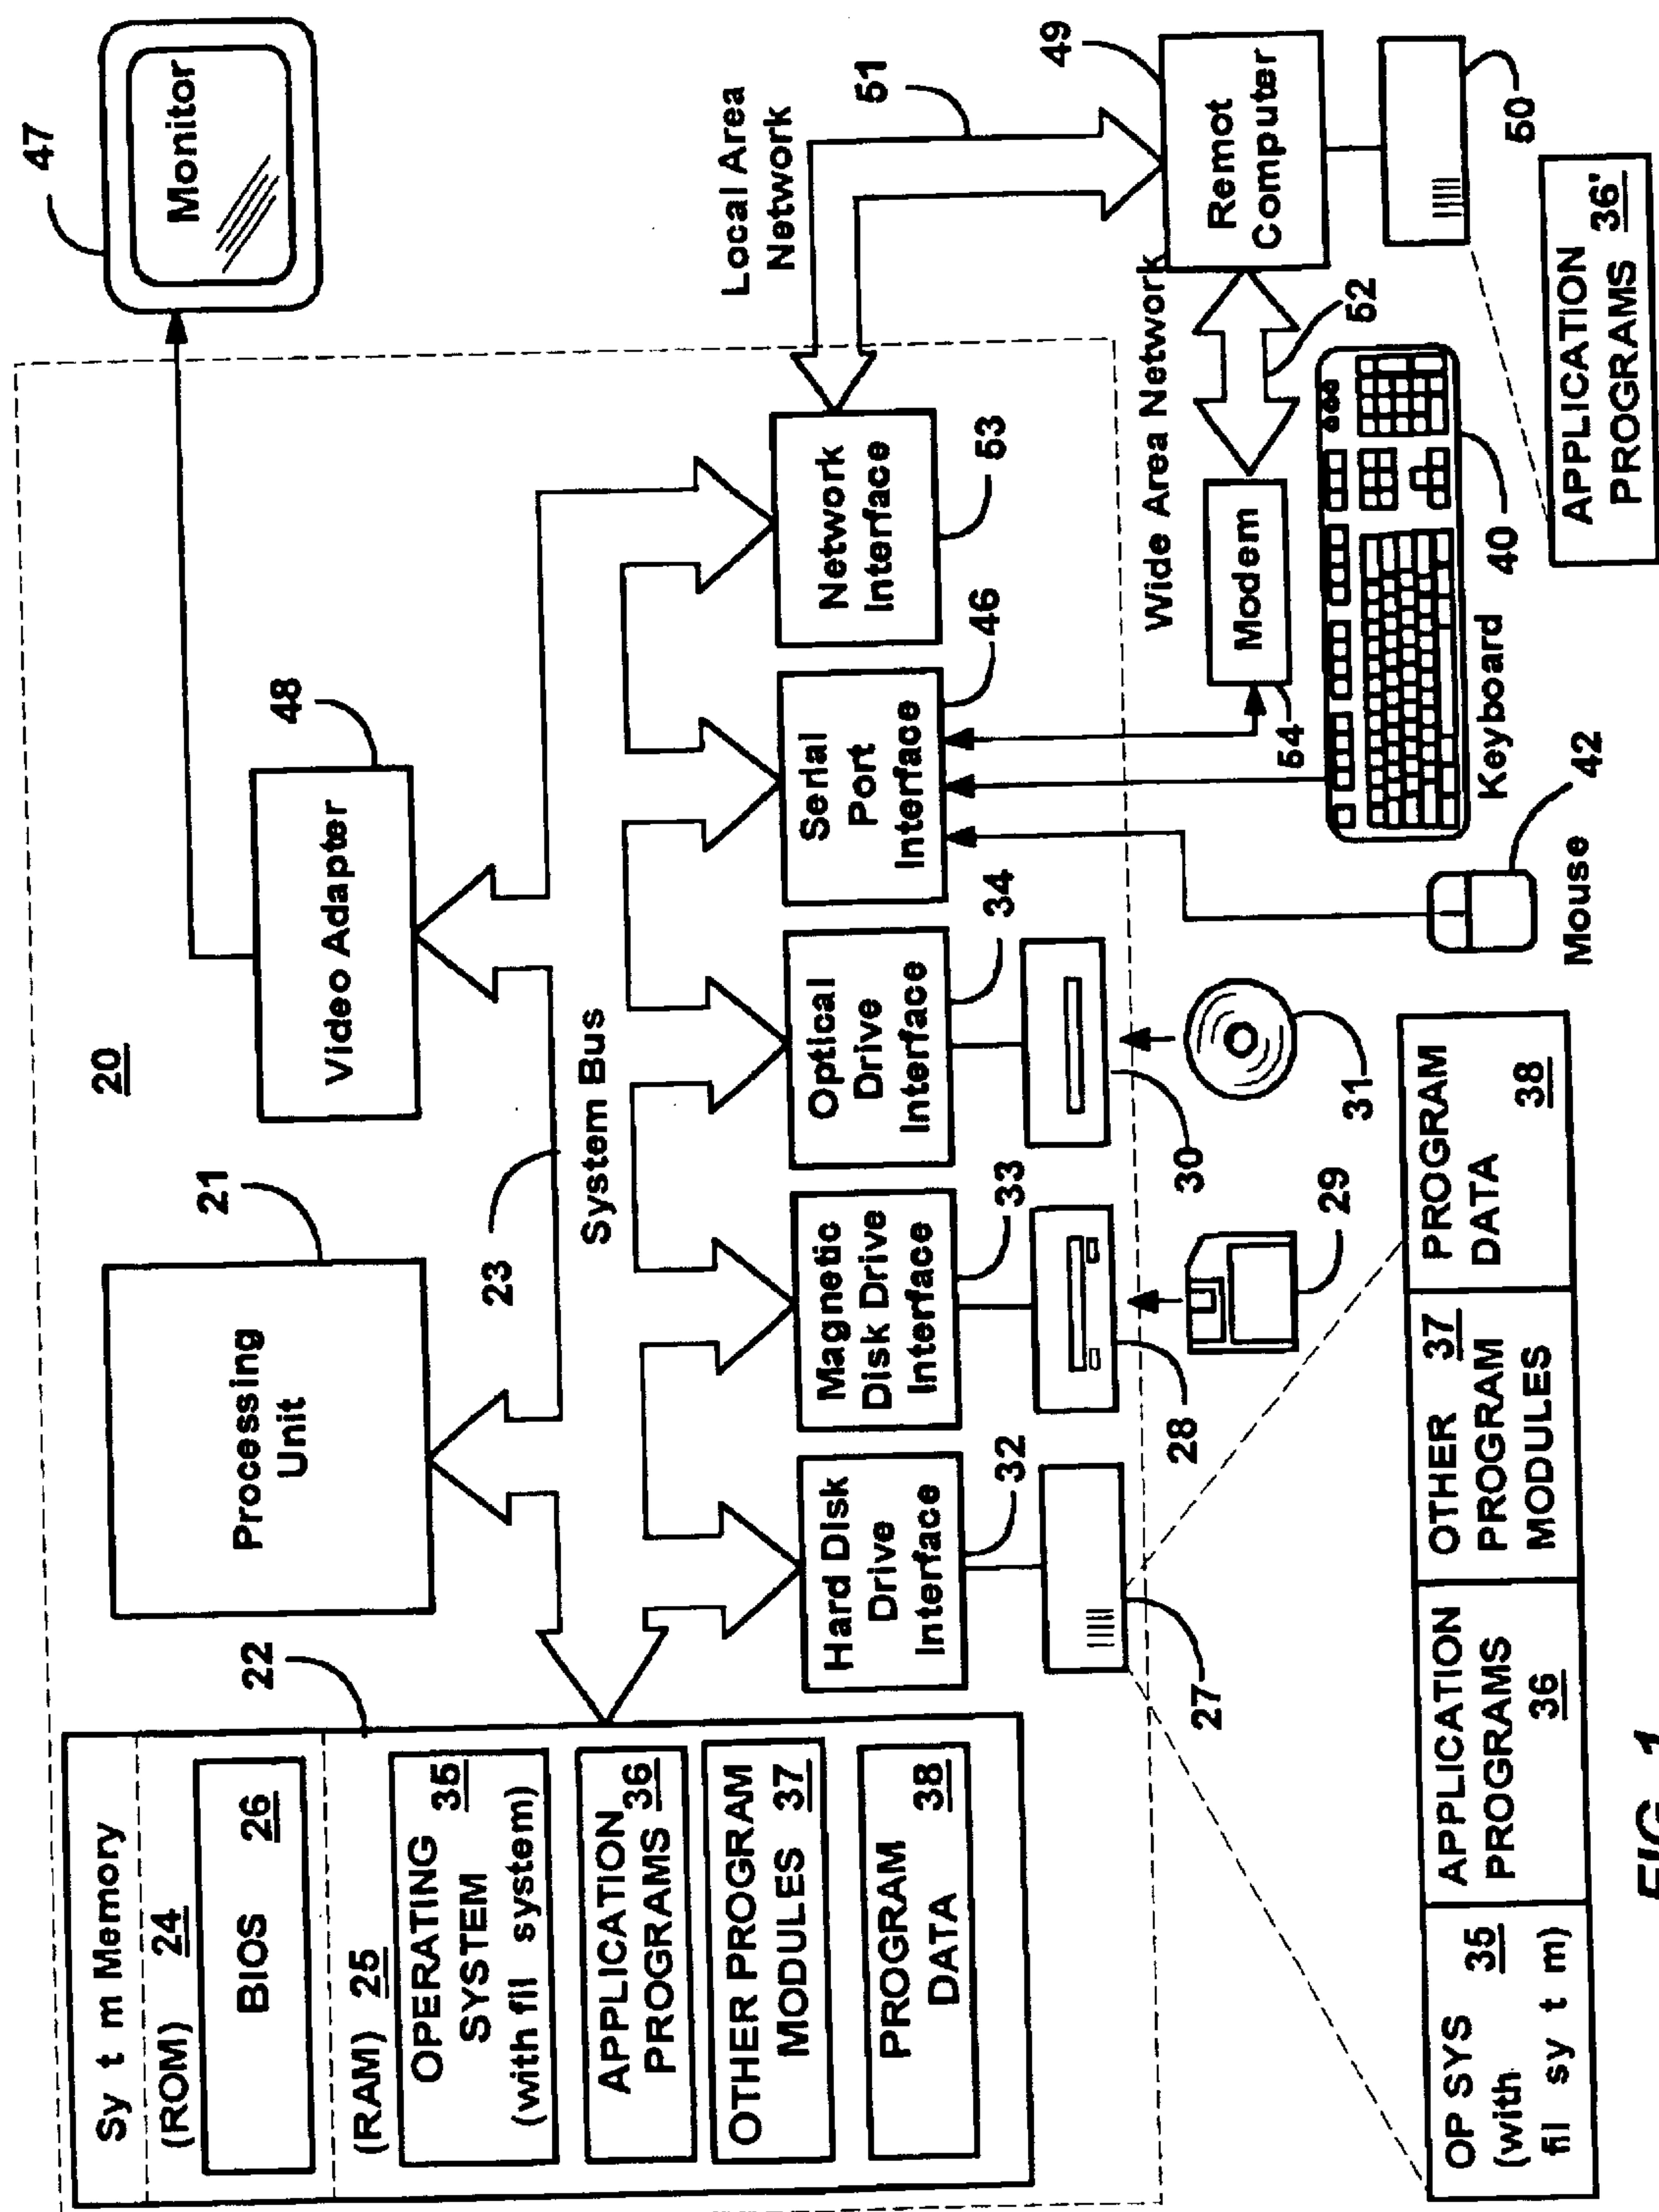 Sy t m Memory
(ROM) 24
BIOS 26
22
(RAM) 25
OPERATING
SYSTEM 35
(with fil system)
APPLICATION
PROGRAMS 36
OTHER PROGRAM
MODULES 37
PROGRAM
DATA 38
Processing
Unit
21
20
Video Adapter
48
Monitor
47
23
System Bus
Hard Disk
Drive
Interface
32
Magnetic
Disk Drive
Interface
33
Optical
Drive
Interface
34
Serial
Port
Interface
46
Network
Interface
53
Local Area
Network
51
27
28
29
30
31
Wide Area Network
Modem
54
52
Remot
Computer
49
50
Keyboard
40
Mouse
42
APPLICATION
PROGRAMS 36'
OP SYS
(with 35
fil sy t m)
APPLICATION
PROGRAMS
36
OTHER 37
PROGRAM
MODULES
PROGRAM
DATA
38
FIG. 1